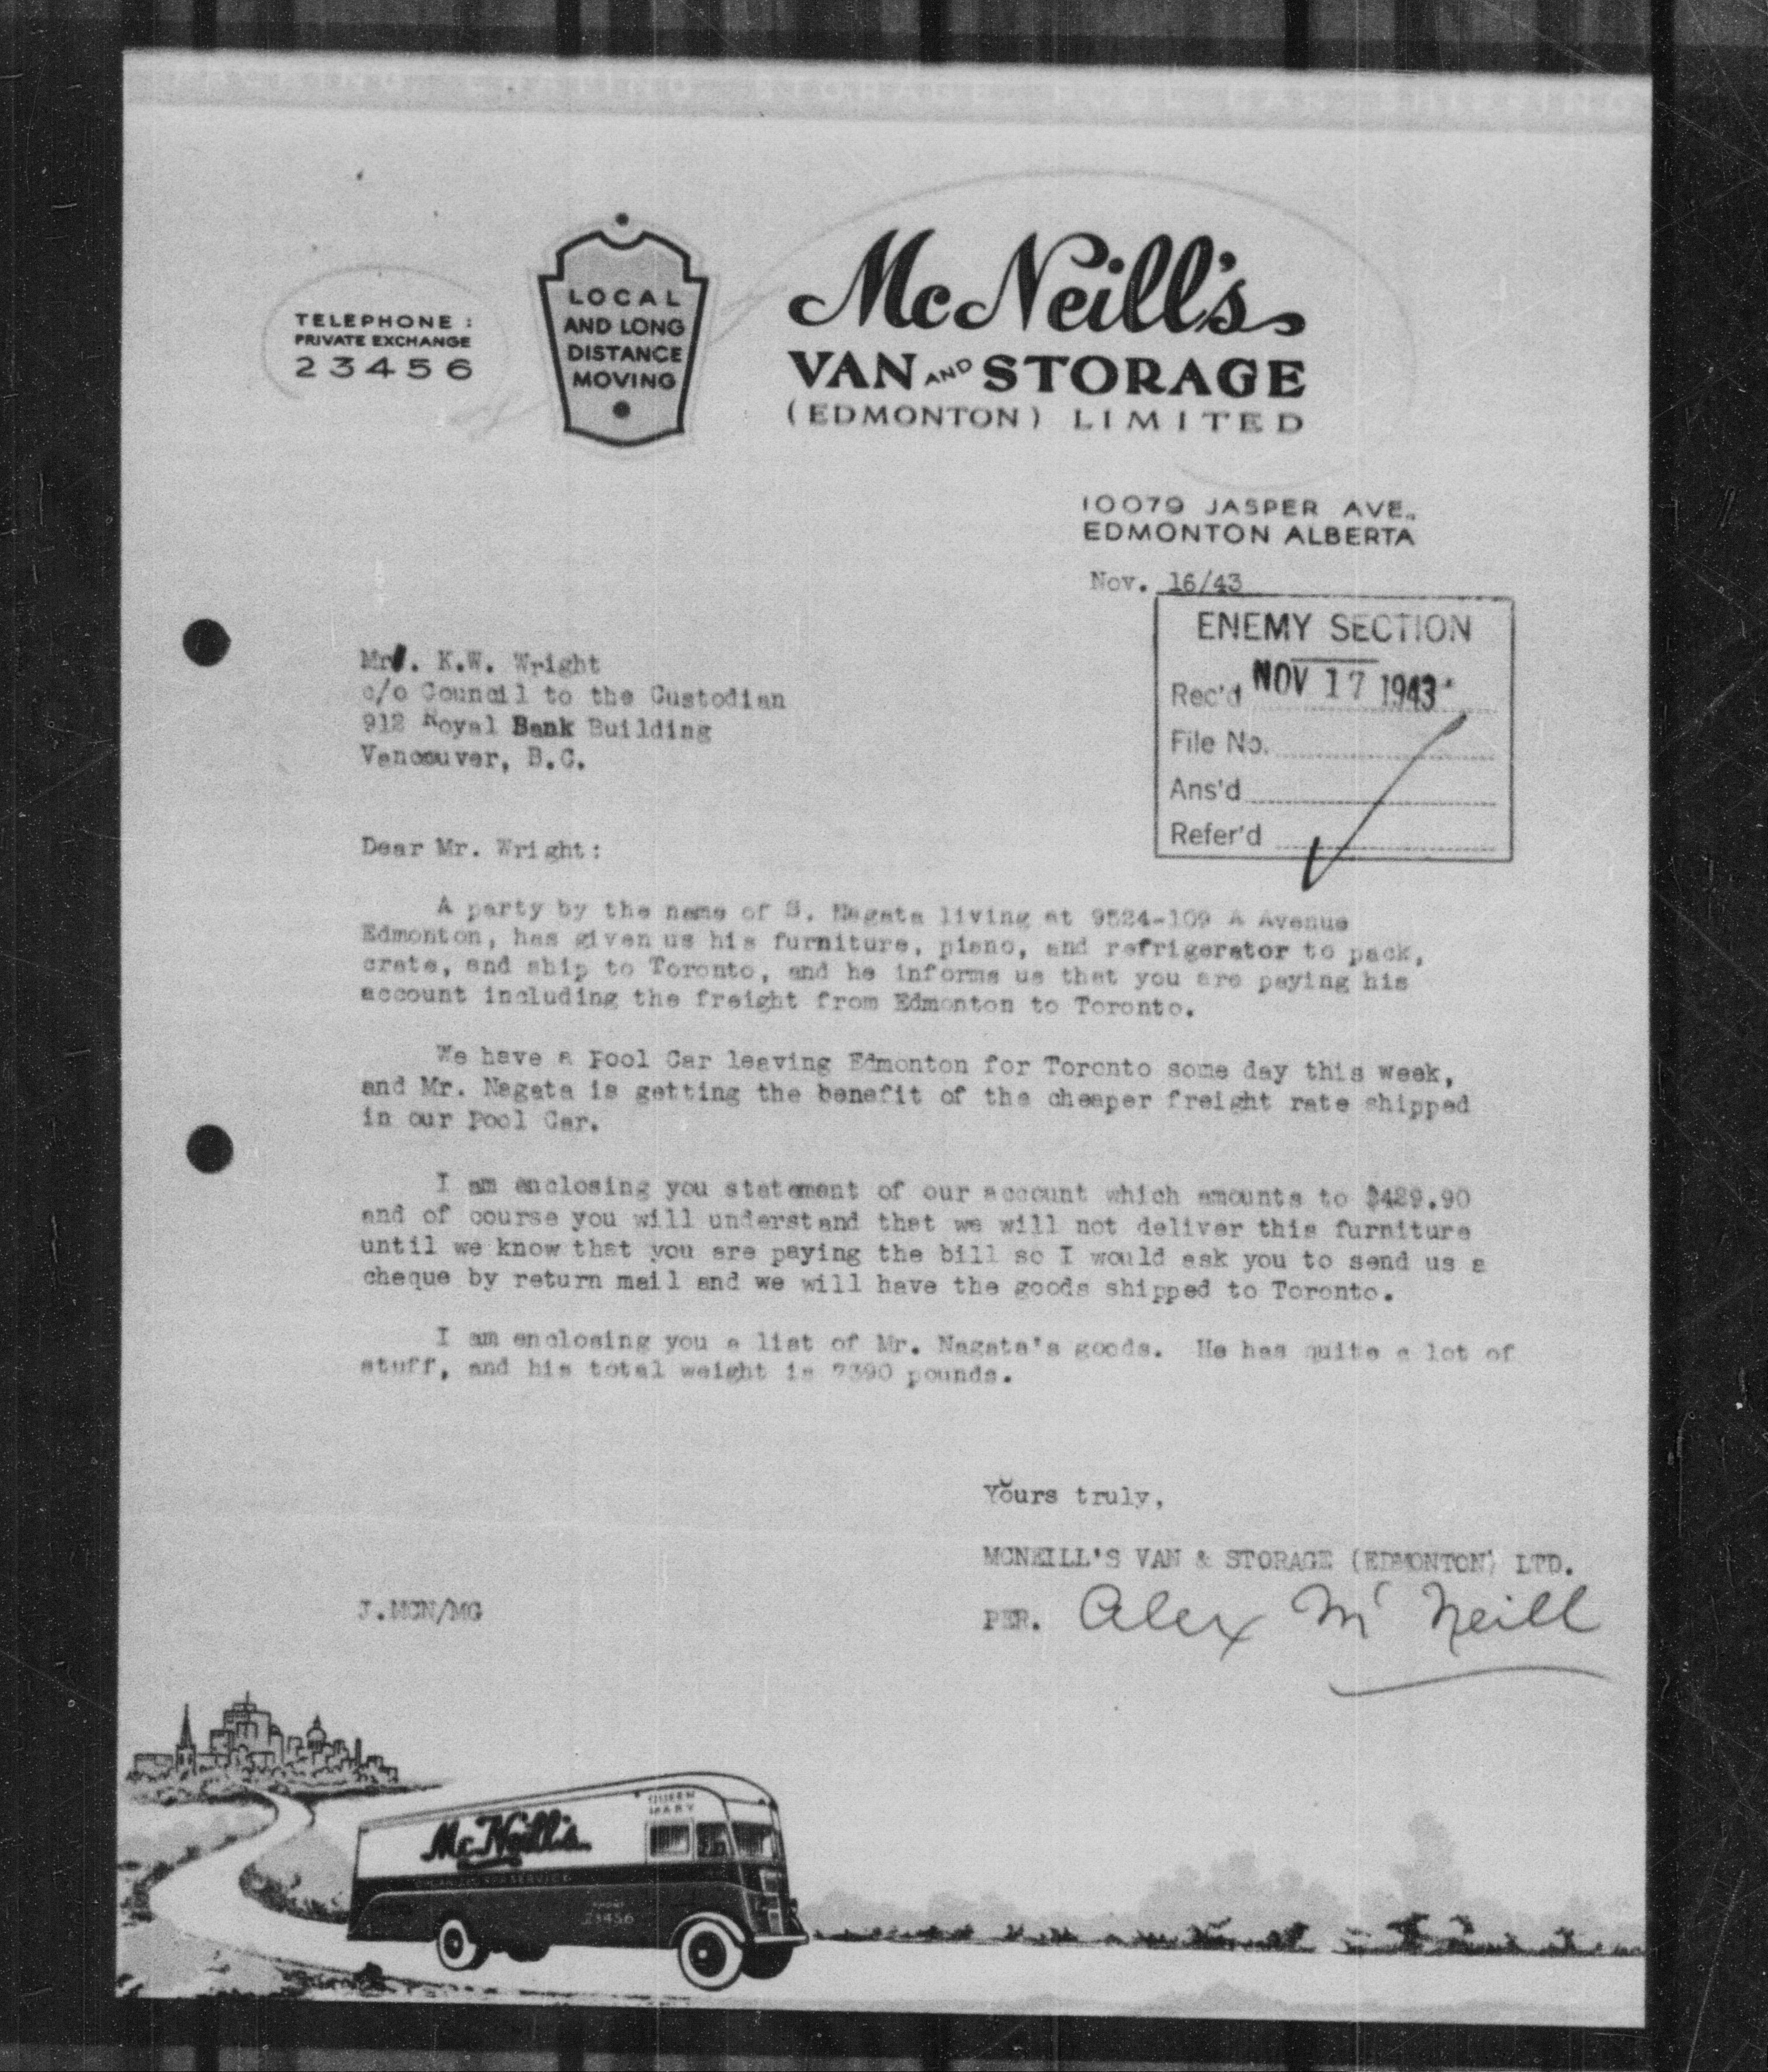 PACKING CRATING STORAGE POOL CAR SHIPPING
TELEPHONE :
PRIVATE EXCHANGE
23456
LOCAL
AND LONG
DISTANCE
MOVING
McNeill's
VAN AND STORAGE
(EDMONTON) LIMITED
10079 JASPER AVE.,
EDMONTON ALBERTA
Nov. 16/43
ENEMY SECTION
Rec'd NOV 17 1943
File No.
Ans'd
Refer'd
Mr. K.W. Wright
c/o Council to the Custodian
912 Royal Bank Building
Vancouver, B.C.
Dear Mr. Wright:
A party by the name of S. Nagata living at 9524-109 A Avenue
Edmonton, has given us his furniture, piano, and refrigerator to pack,
crate, and ship to Toronto, and he informs us that you are paying his
account including the freight from Edmonton to Toronto.
We have a Pool Car leaving Edmonton for Toronto some day this week,
and Mr. Nagata is getting the benefit of the cheaper freight rate shipped
in our Pool Car.
I am enclosing you statement of our account which amounts to $429.90
and of course you will understand that we will not deliver this furniture
until we know that you are paying the bill so I would ask you to send us a
cheque by return mail and we will have the goods shipped to Toronto.
I am enclosing you a list of Mr. Nagata's goods. He has quite a lot of
stuff, and his total weight is 7390 pounds.
Yours truly,
MCNEILL'S VAN & STORAGE (EDMONTON) LTD.
J.MCN/MG
PER. Alex McNeill
QUEEN
MARY
McNeill's
SERVICE
PHONE
23456